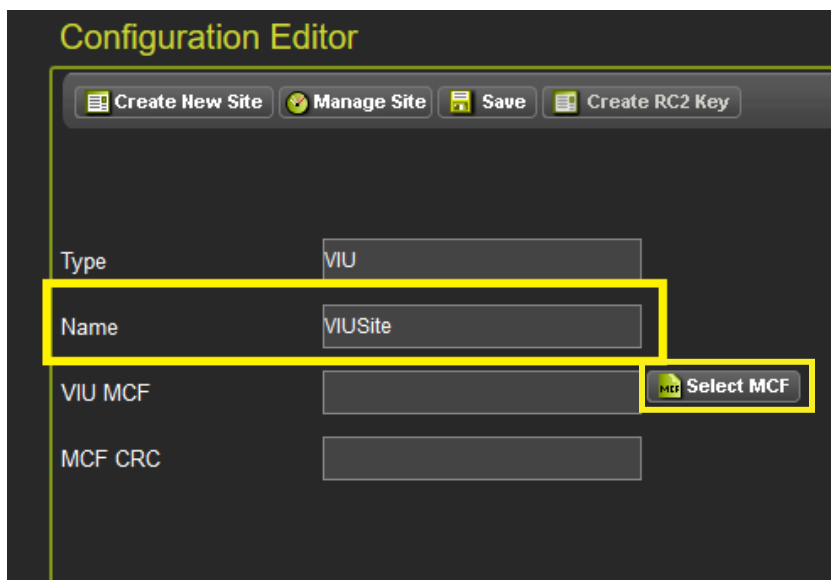 Configuration Editor
Create New Site Manage Site Save Create RC2 Key
Type VIU
Name VIUSite
VIU MCF MCF Select MCF
MCF CRC